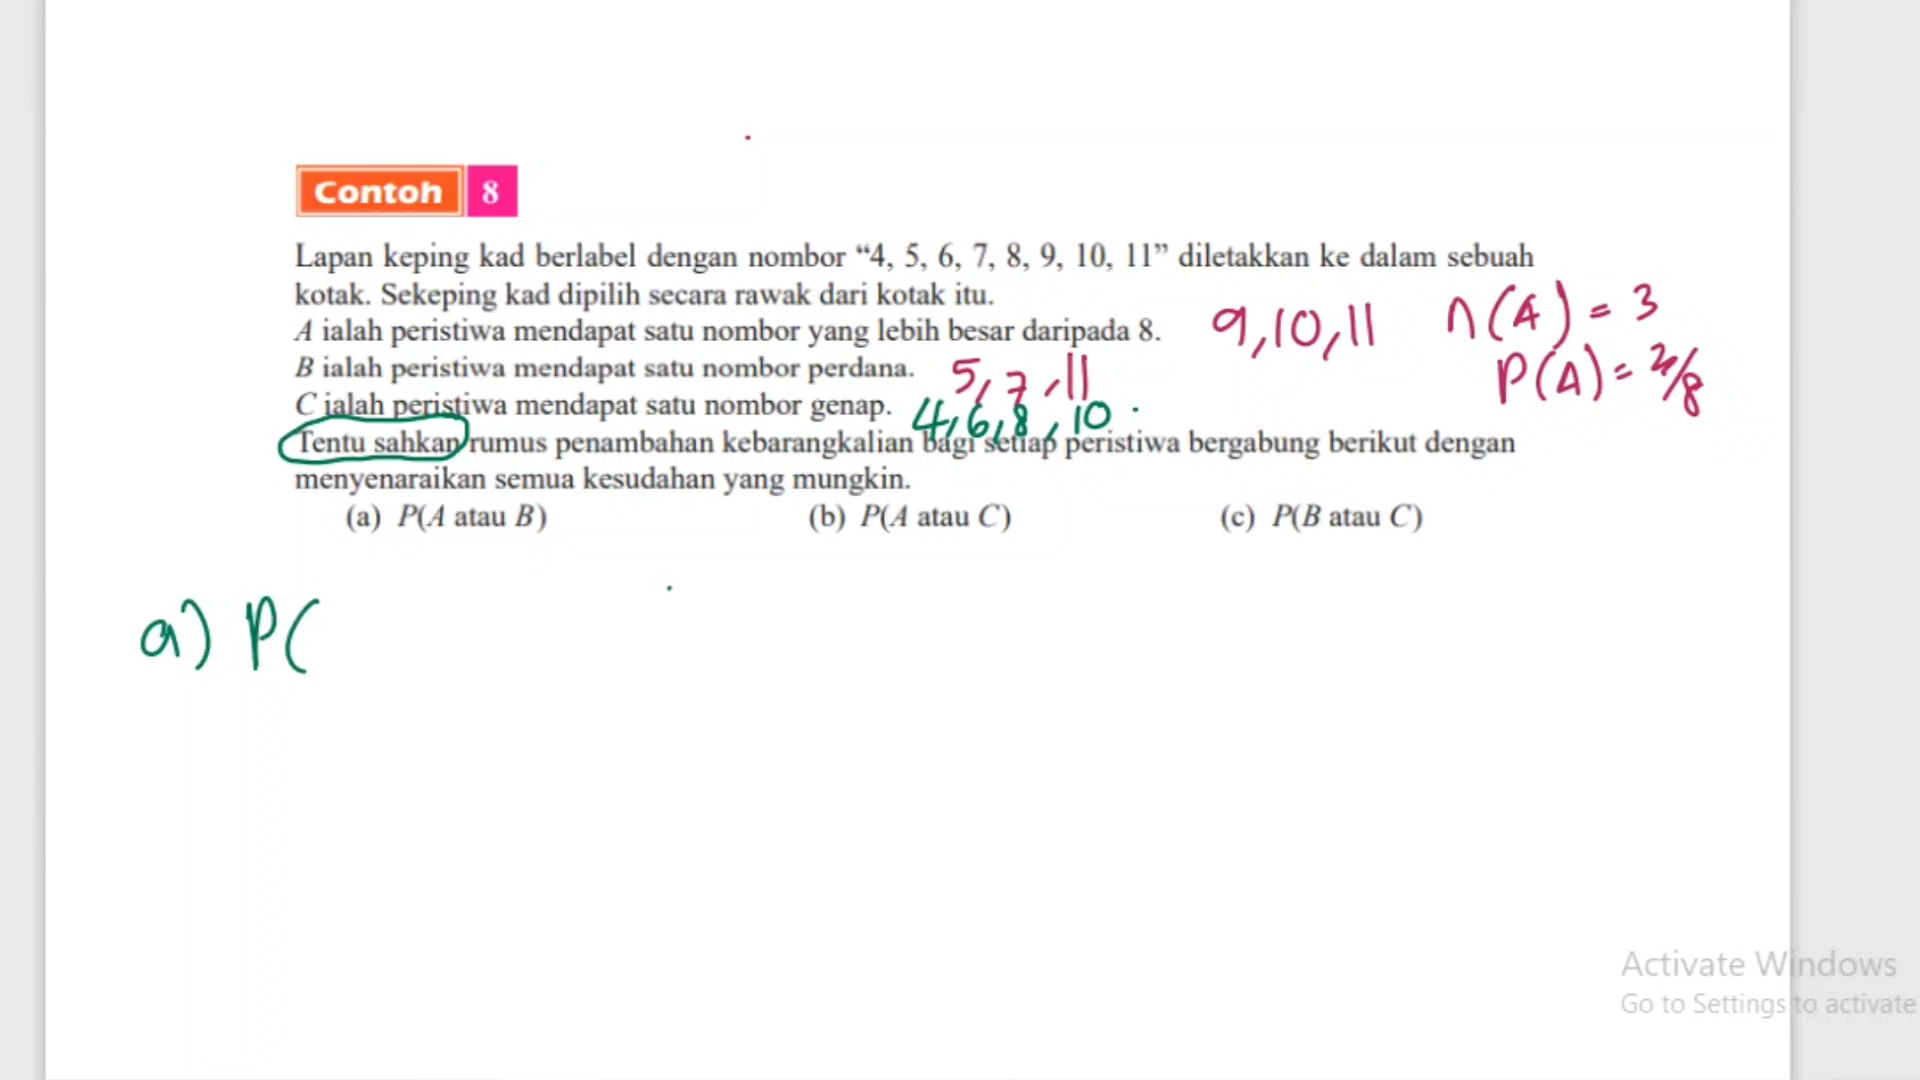 Contoh 8
Lapan keping kad berlabel dengan nombor “4, 5, 6, 7, 8, 9, 10, 11” diletakkan ke dalam sebuah
kotak. Sekeping kad dipilih secara rawak dari kotak itu.
A ialah peristiwa mendapat satu nombor yang lebih besar daripada 8. 9,10,11 n(A) = 3
P(A) = 3/8
B ialah peristiwa mendapat satu nombor perdana. 5, 7, 11
C ialah peristiwa mendapat satu nombor genap. 4, 6, 8, 10
Tentu sahkan rumus penambahan kebarangkalian bagi setiap peristiwa bergabung berikut dengan
menyenaraikan semua kesudahan yang mungkin.
(a) P(A atau B) (b) P(A atau C) (c) P(B atau C)
a) P(
Activate Windows
Go to Settings to activate